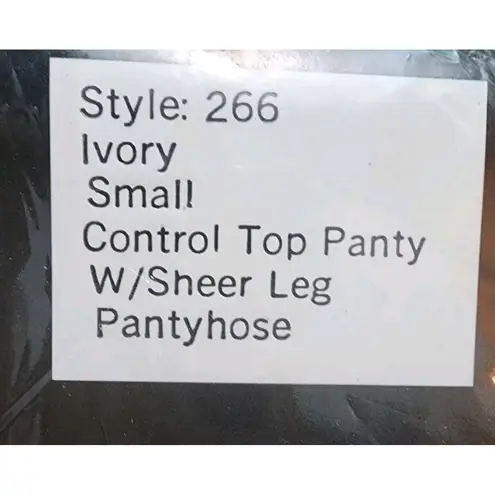 Style: 266
Ivory
Small
Control Top Panty
W/Sheer Leg
Pantyhose